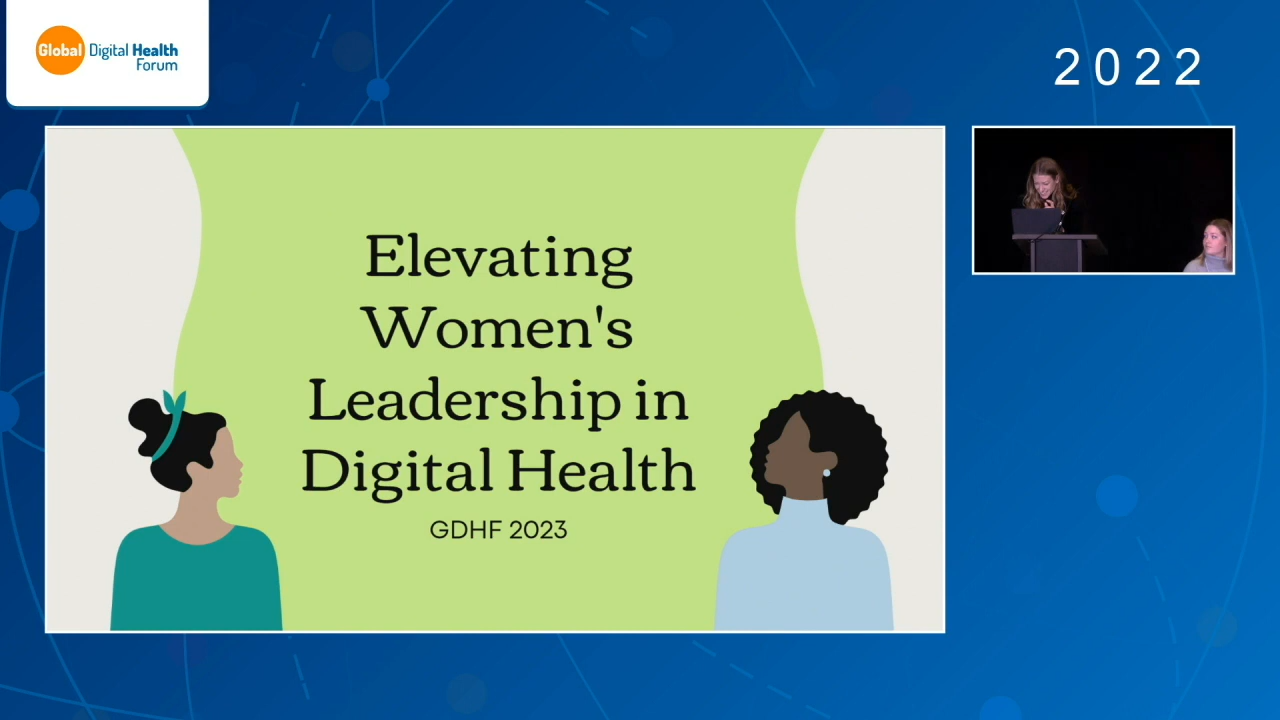 Global Digital Health
Forum
2022
Elevating
Women's
Leadership in
Digital Health
GDHF 2023